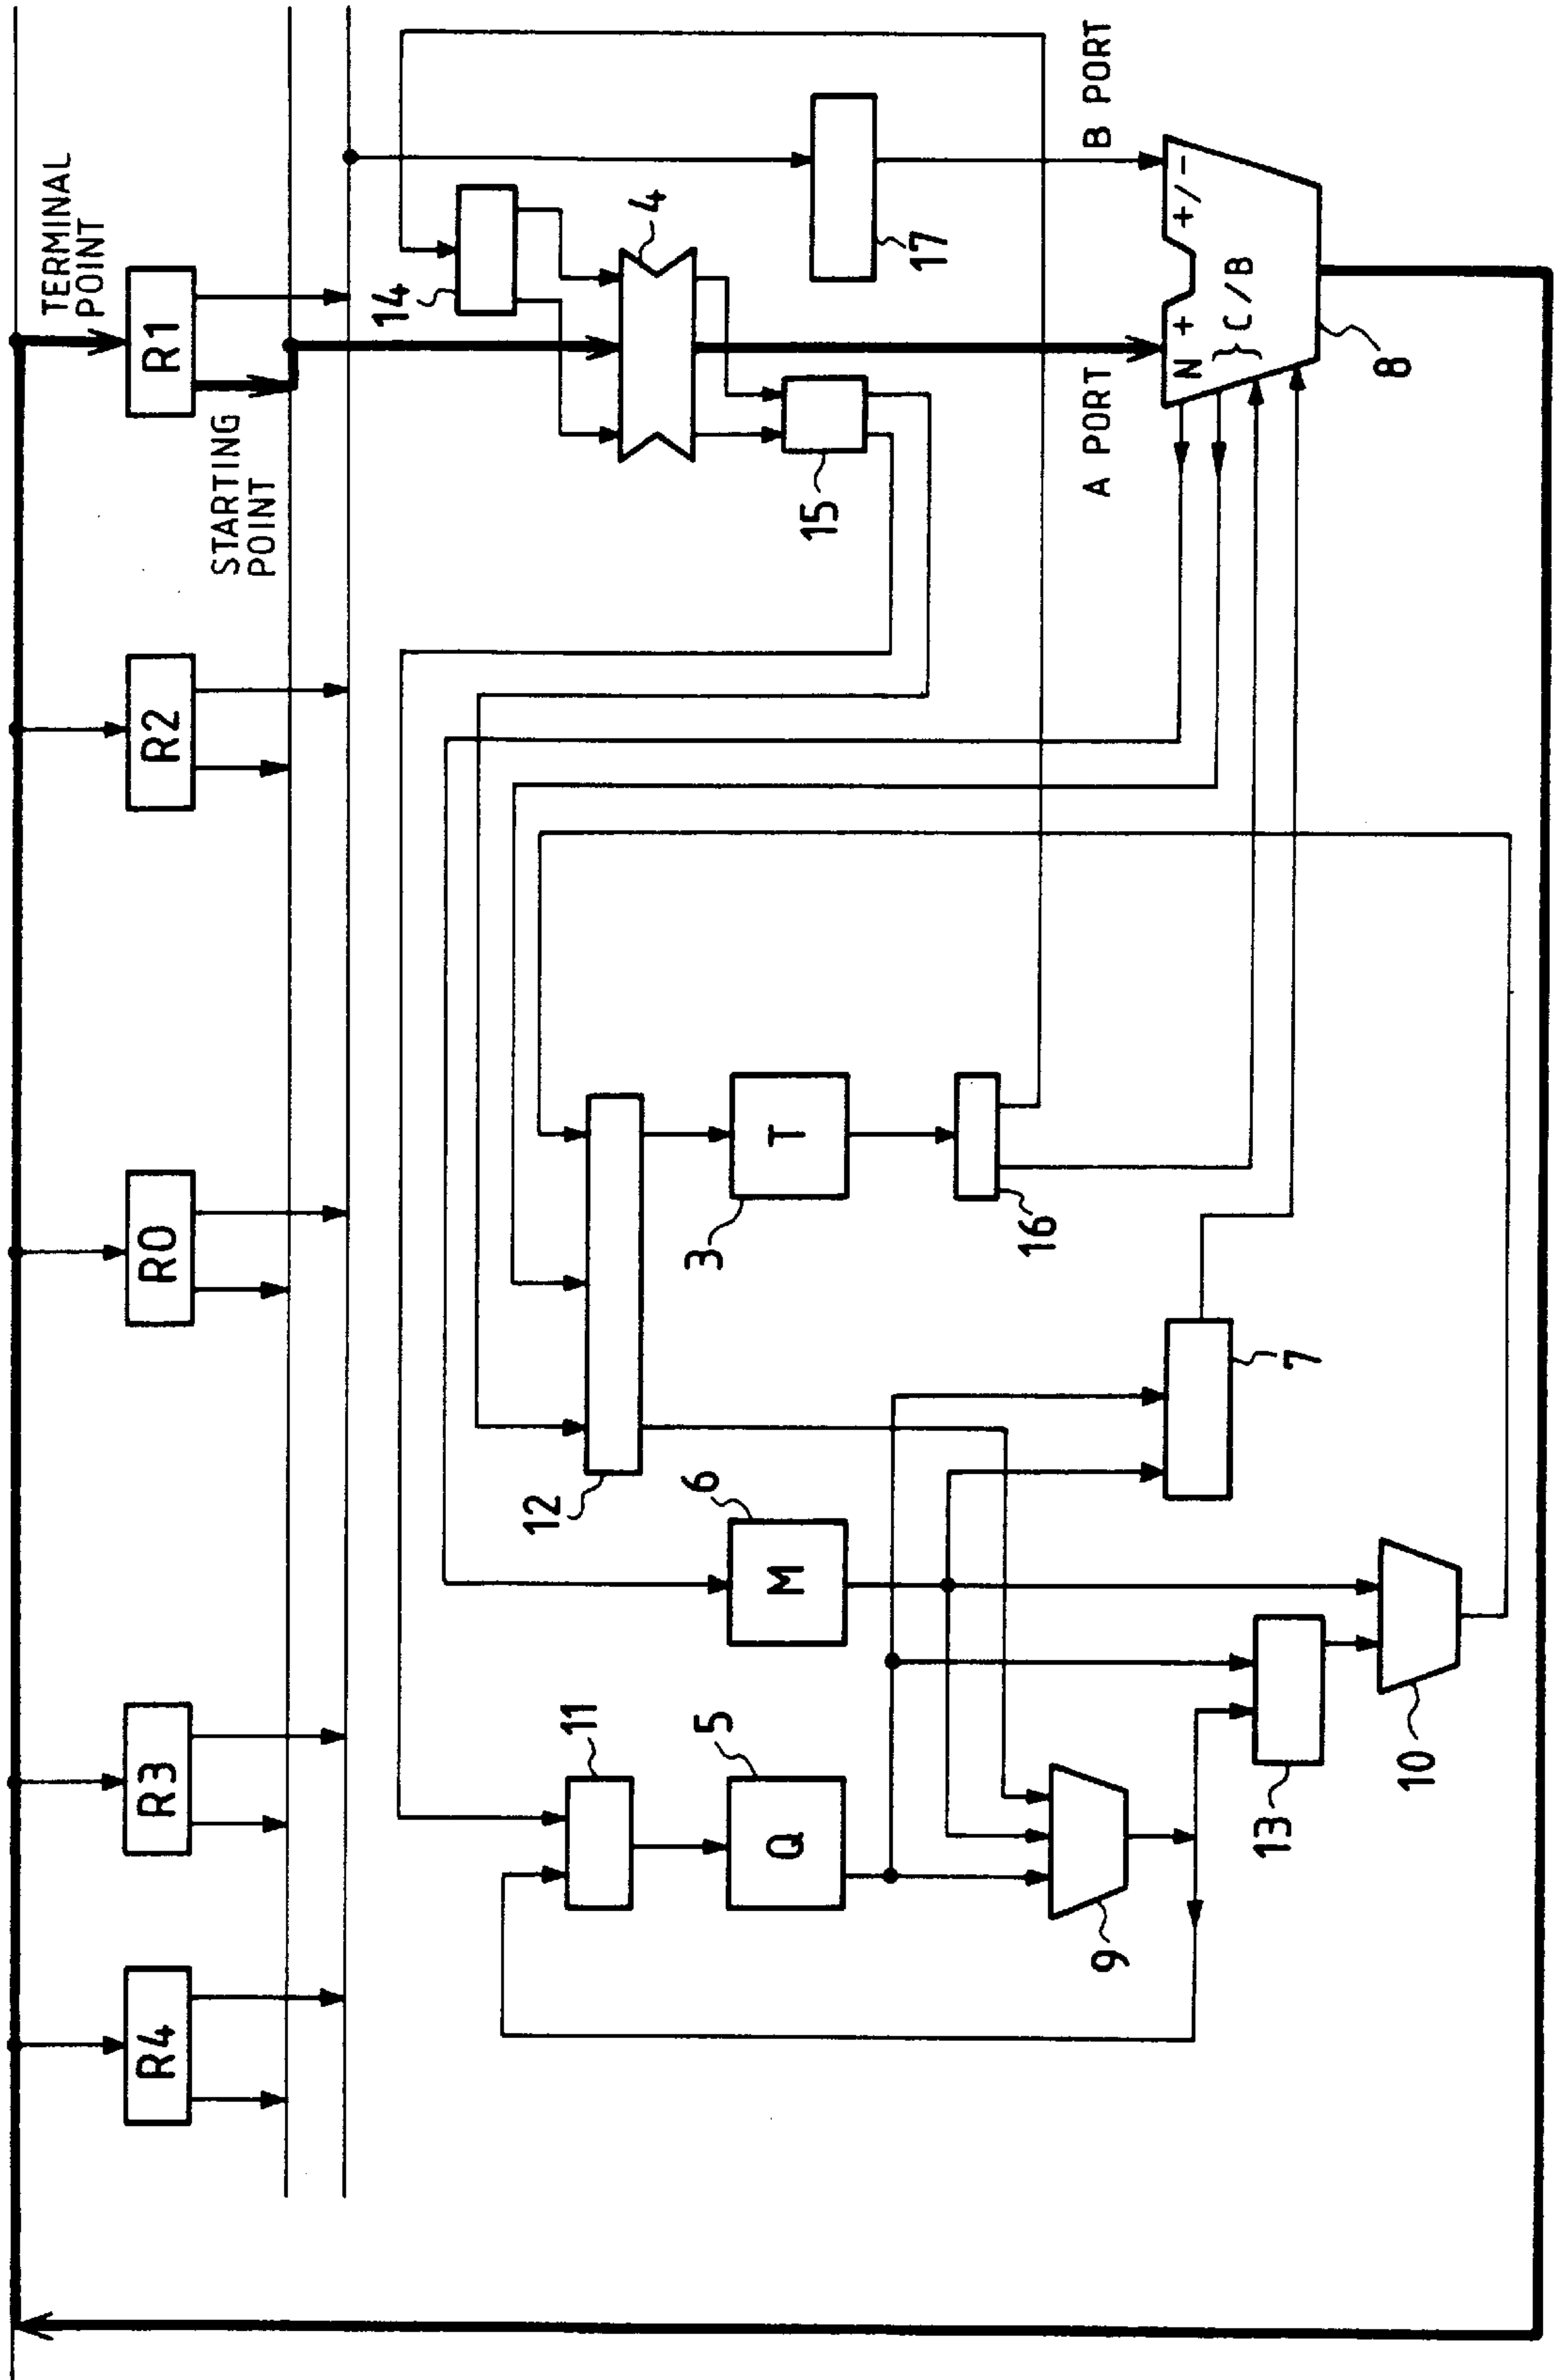 TERMINAL
POINT
R1
R2
R0
R3
R4
STARTING
POINT
14
4
17
15
B PORT
A PORT
N + +/-
} C/B
8
12
T
3
16
6
M
7
11
5
Q
9
13
10